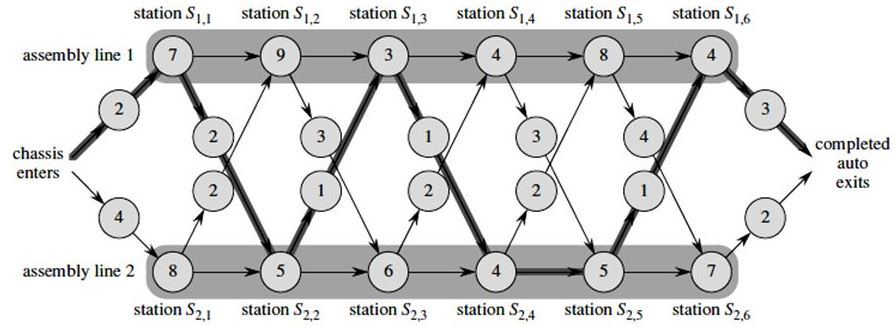 station S1,1 station S1,2 station S1,3 station S1,4 station S1,5 station S1,6
assembly line 1 7 9 3 4 8 4
2 3
2 3 1 3 4
chassis
enters
completed
auto
exits
2 1 2 2 1
4 2
assembly line 2 8 5 6 4 5 7
station S2,1 station S2,2 station S2,3 station S2,4 station S2,5 station S2,6